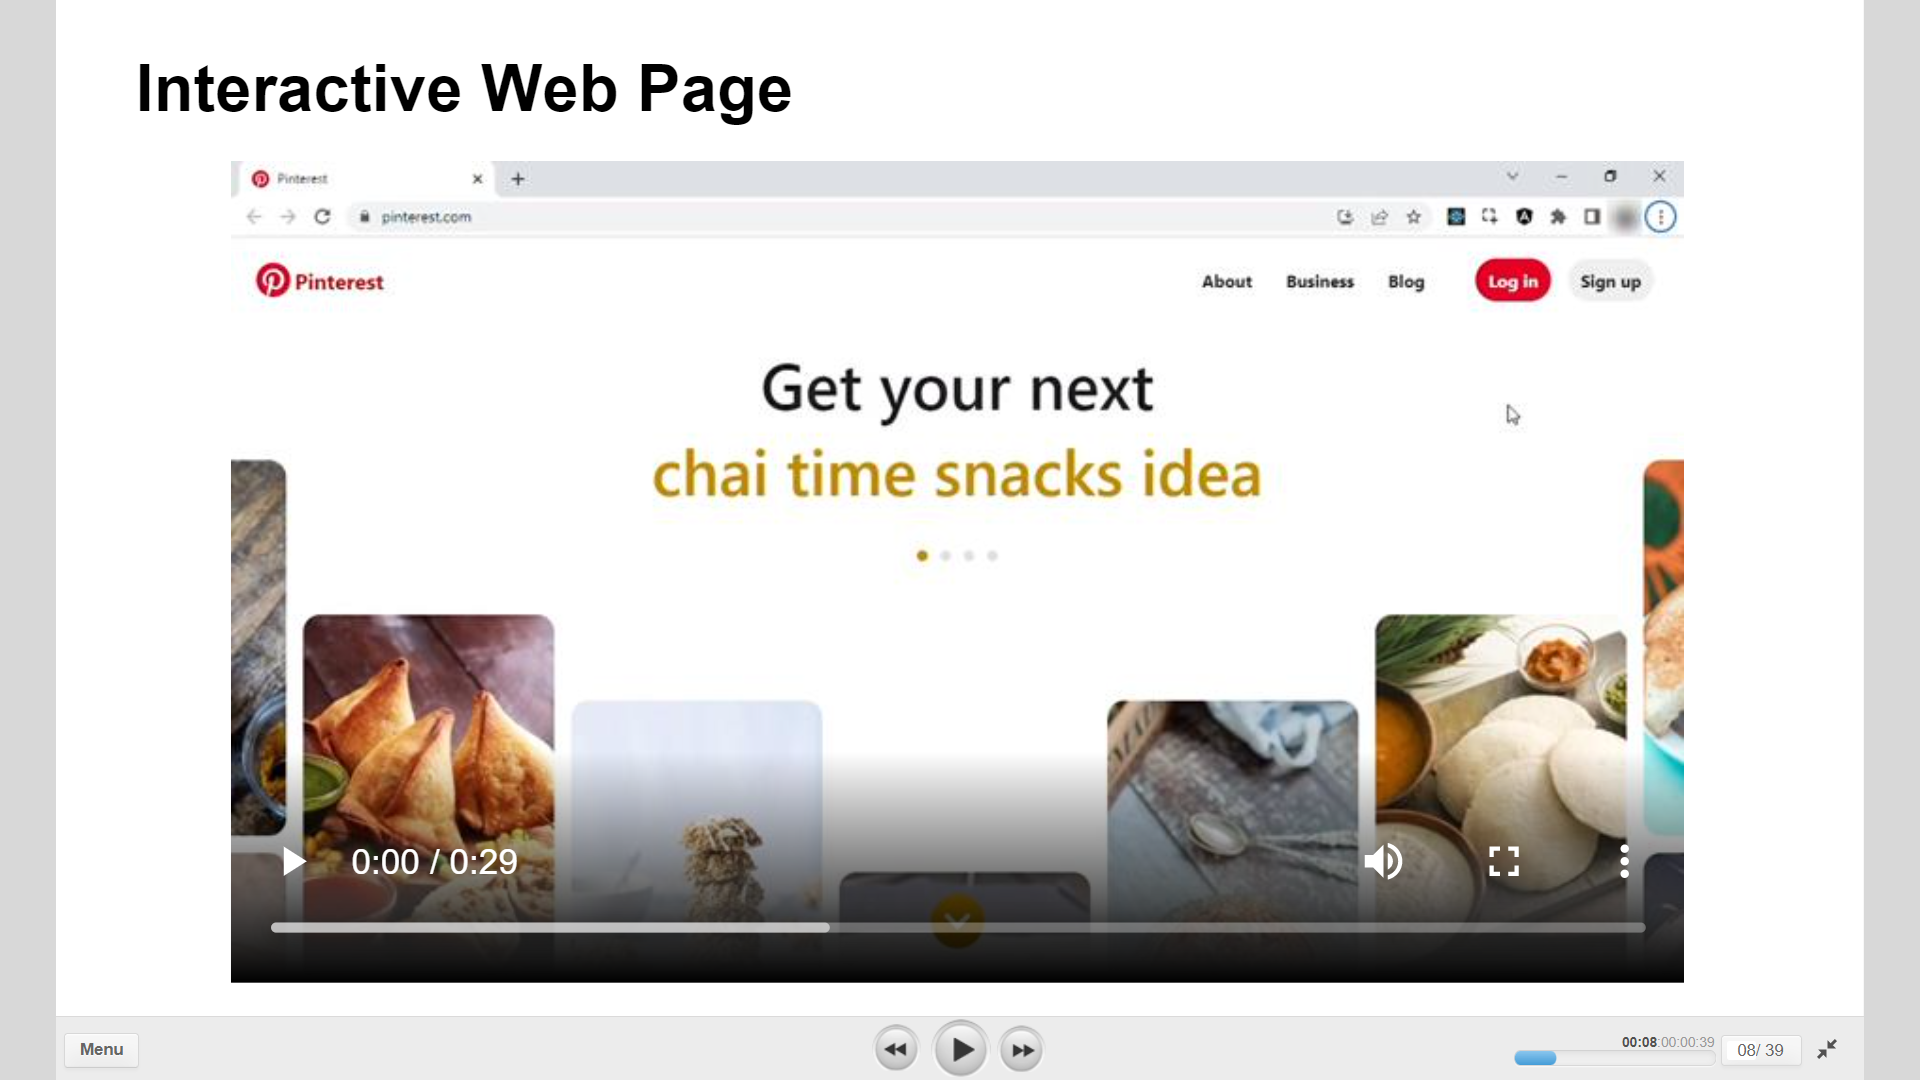 Interactive Web Page
Pinterest
pinterest.com
Pinterest
About Business Blog Log in Sign up
Get your next
chai time snacks idea
0:00 / 0:29
Menu
00:08:00:00:39
08/ 39